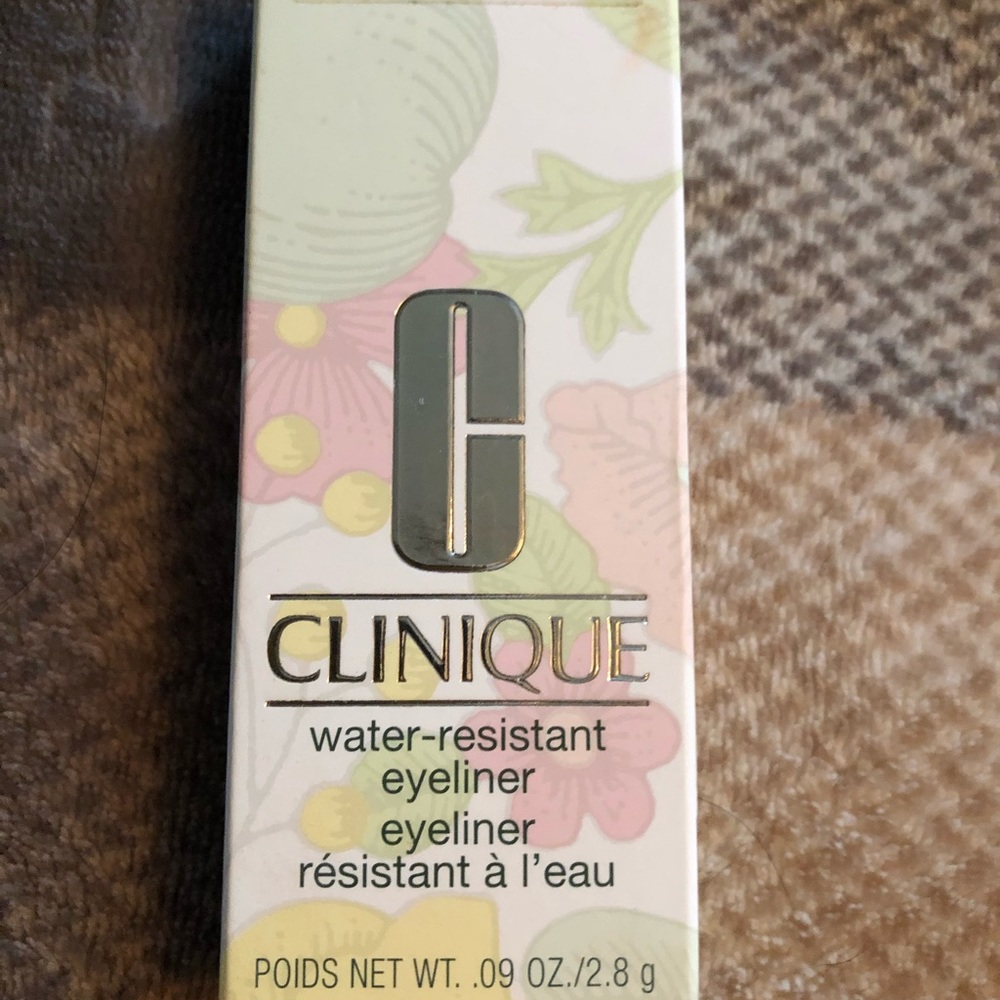 C
CLINIQUE
water-resistant
eyeliner
eyeliner
résistant à l'eau
POIDS NET WT. .09 OZ./2.8 g